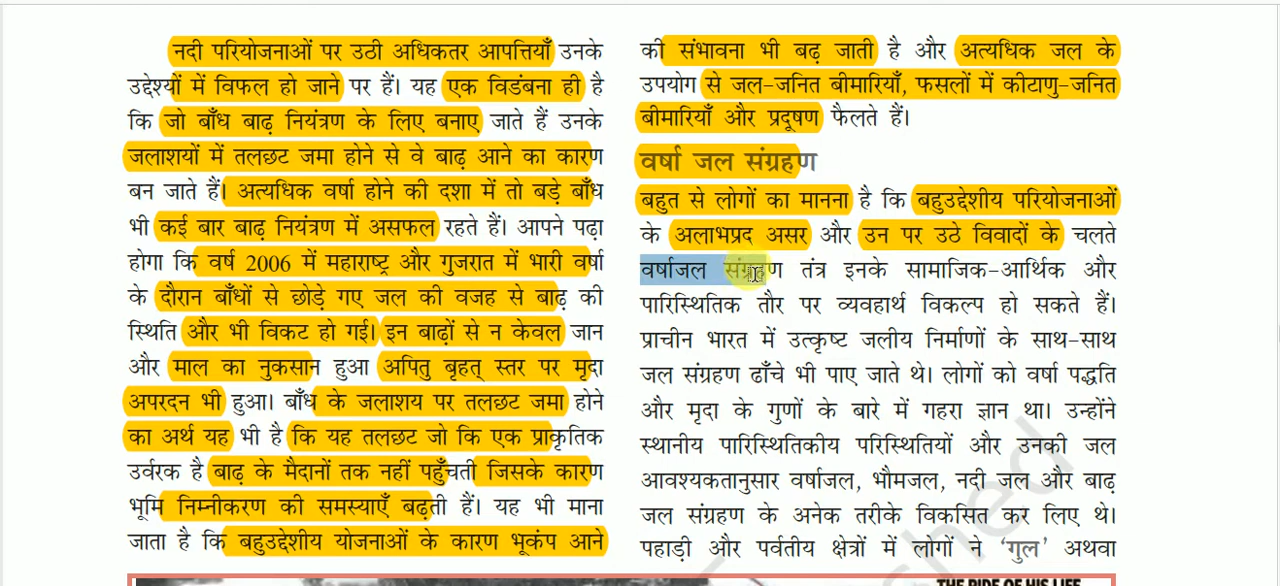 नदी परियोजनाओं पर उठी अधिकतर आपत्तियाँ उनके
उद्देश्यों में विफल हो जाने पर हैं। यह एक विडंबना ही है
कि जो बाँध बाढ़ नियंत्रण के लिए बनाए जाते हैं उनके
जलाशयों में तलछट जमा होने से वे बाढ़ आने का कारण
बन जाते हैं। अत्यधिक वर्षा होने की दशा में तो बड़े बाँध
भी कई बार बाढ़ नियंत्रण में असफल रहते हैं। आपने पढ़ा
होगा कि वर्ष 2006 में महाराष्ट्र और गुजरात में भारी वर्षा
के दौरान बाँधों से छोड़े गए जल की वजह से बाढ़ की
स्थिति और भी विकट हो गई। इन बाढ़ों से न केवल जान
और माल का नुकसान हुआ अपितु बृहत् स्तर पर मृदा
अपरदन भी हुआ। बाँध के जलाशय पर तलछट जमा होने
का अर्थ यह भी है कि यह तलछट जो कि एक प्राकृतिक
उर्वरक है बाढ़ के मैदानों तक नहीं पहुँचती जिसके कारण
भूमि निम्नीकरण की समस्याएँ बढ़ती हैं। यह भी माना
जाता है कि बहुउद्देशीय योजनाओं के कारण भूकंप आने
की संभावना भी बढ़ जाती है और अत्यधिक जल के
उपयोग से जल-जनित बीमारियाँ, फसलों में कीटाणु-जनित
बीमारियाँ और प्रदूषण फैलते हैं।
वर्षा जल संग्रहण
बहुत से लोगों का मानना है कि बहुउद्देशीय परियोजनाओं
के अलाभप्रद असर और उन पर उठे विवादों के चलते
वर्षाजल संग्रहण तंत्र इनके सामाजिक-आर्थिक और
पारिस्थितिक तौर पर व्यवहार्थ विकल्प हो सकते हैं।
प्राचीन भारत में उत्कृष्ट जलीय निर्माणों के साथ-साथ
जल संग्रहण ढाँचे भी पाए जाते थे। लोगों को वर्षा पद्धति
और मृदा के गुणों के बारे में गहरा ज्ञान था। उन्होंने
स्थानीय पारिस्थितिकीय परिस्थितियों और उनकी जल
आवश्यकतानुसार वर्षाजल, भौमजल, नदी जल और बाढ़
जल संग्रहण के अनेक तरीके विकसित कर लिए थे।
पहाड़ी और पर्वतीय क्षेत्रों में लोगों ने 'गुल' अथवा
THE RIDE OF HIS LIFE